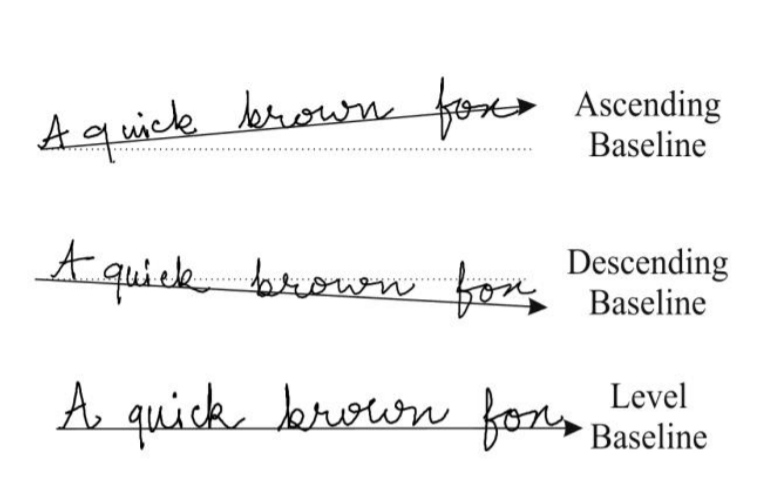 A quick brown fox
Ascending
Baseline
A quick brown fox
Descending
Baseline
A quick brown fox
Level
Baseline